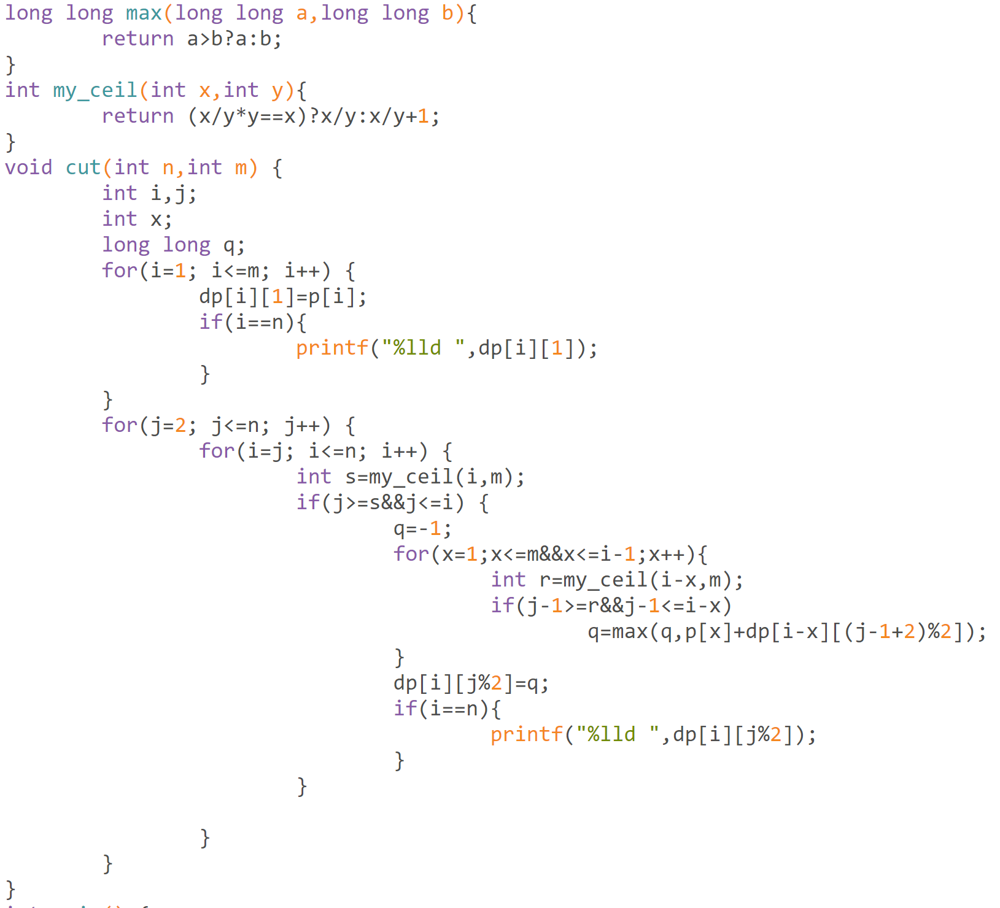 long long max(long long a,long long b){
        return a>b?a:b;
}
int my_ceil(int x,int y){
        return (x/y*y==x)?x/y:x/y+1;
}
void cut(int n,int m) {
        int i,j;
        int x;
        long long q;
        for(i=1; i<=m; i++) {
                dp[i][1]=p[i];
                if(i==n){
                        printf("%lld ",dp[i][1]);
                }
        }
        for(j=2; j<=n; j++) {
                for(i=j; i<=n; i++) {
                        int s=my_ceil(i,m);
                        if(j>=s&&j<=i) {
                                q=-1;
                                for(x=1;x<=m&&x<=i-1;x++){
                                        int r=my_ceil(i-x,m);
                                        if(j-1>=r&&j-1<=i-x)
                                                q=max(q,p[x]+dp[i-x][(j-1+2)%2]);
                                }
                                dp[i][j%2]=q;
                                if(i==n){
                                        printf("%lld ",dp[i][j%2]);
                                }
                        }

                }
        }
}